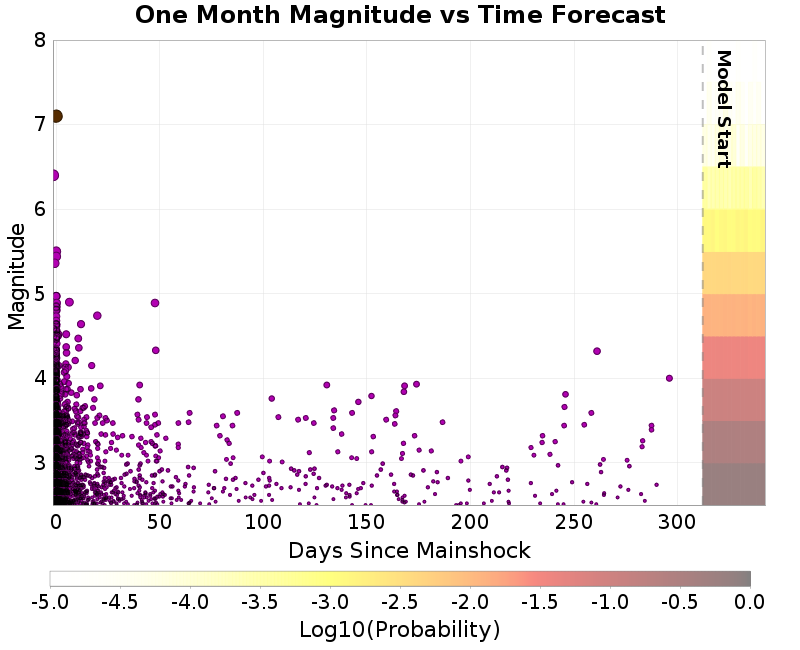 One Month Magnitude vs Time Forecast
8
7
6
5
4
3
Magnitude
Model Start
0 50 100 150 200 250 300
Days Since Mainshock
-5.0 -4.5 -4.0 -3.5 -3.0 -2.5 -2.0 -1.5 -1.0 -0.5 0.0
Log10(Probability)